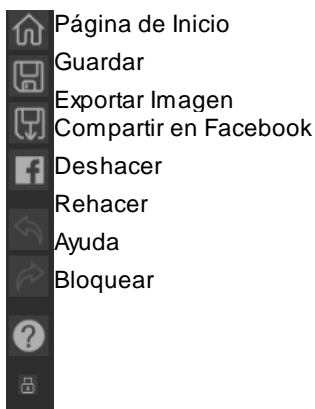 Página de Inicio
Guardar
Exportar Imagen
Compartir en Facebook
Deshacer
Rehacer
Ayuda
Bloquear